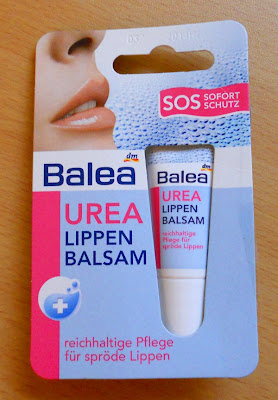 SOS SOFORT
SCHUTZ
dm
Balea
UREA
LIPPEN
BALSAM
reichhaltige Pflege
für spröde Lippen
dm
Balea
UREA
LIPPEN
BALSAM
reichhaltige
Pflege für
spröde Lippen